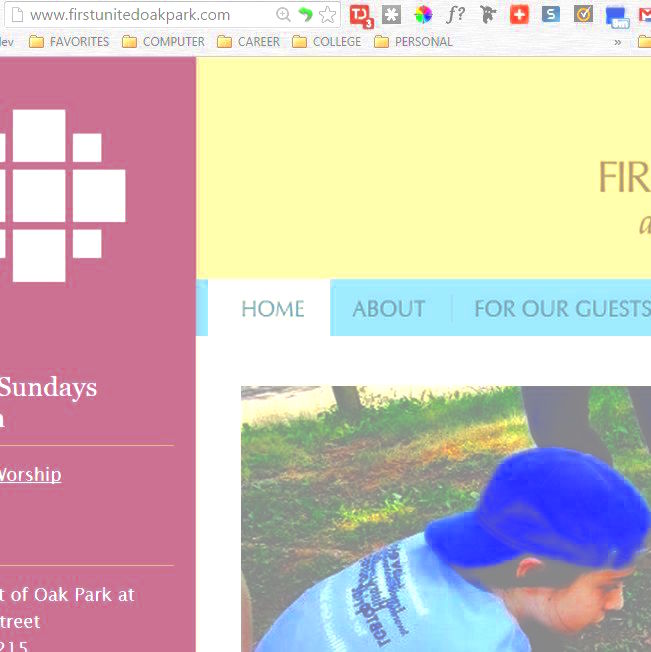 www.firstunitedoakpark.com
FAVORITES COMPUTER CAREER COLLEGE PERSONAL »
FIR
HOME ABOUT FOR OUR GUESTS
Sundays
Worship
t of Oak Park at
treet
215